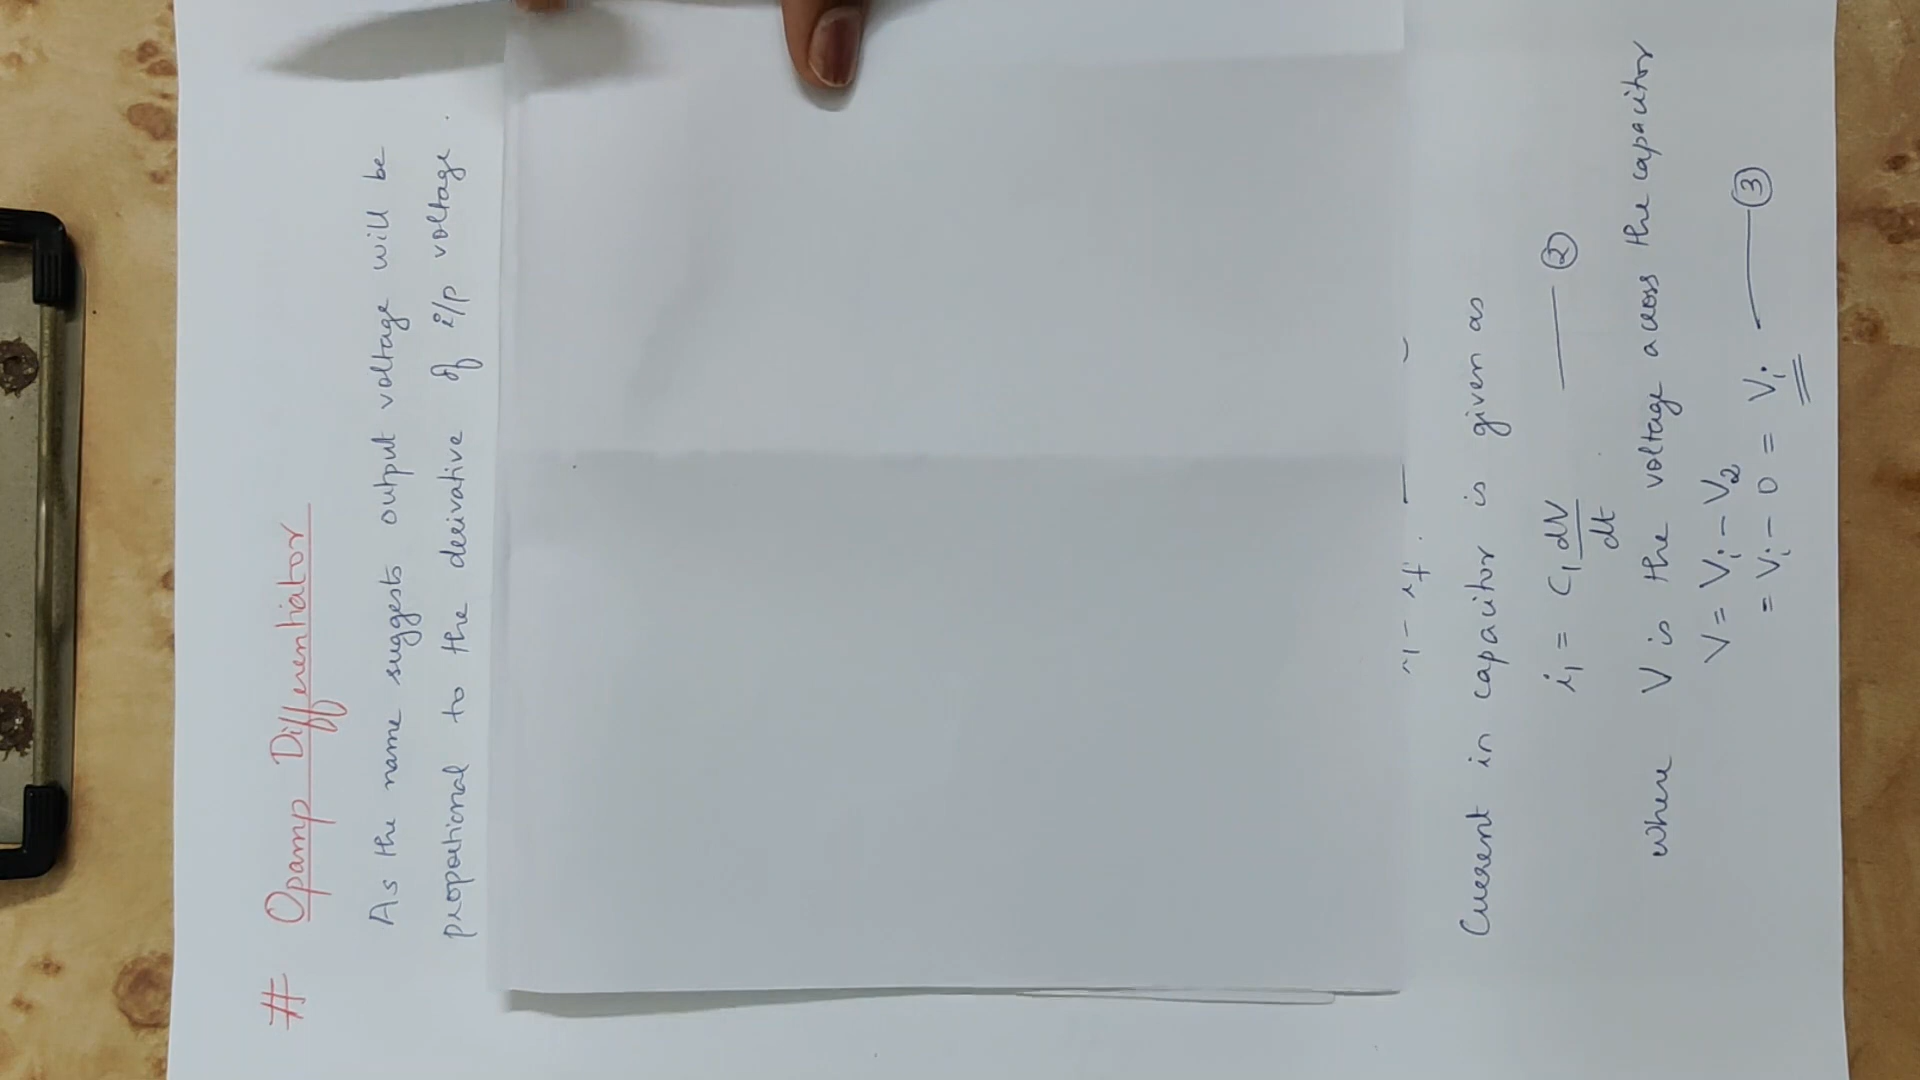 # Opamp Differentiator
As the name suggests output voltage will be
propotional to the derivative of i/p voltage.
Current in capacitor is given as
i₁ = C₁ dV/dt —— ②
where V is the voltage across the capacitor
V = Vᵢ - V₂
= Vᵢ - 0 = Vᵢ —— ③